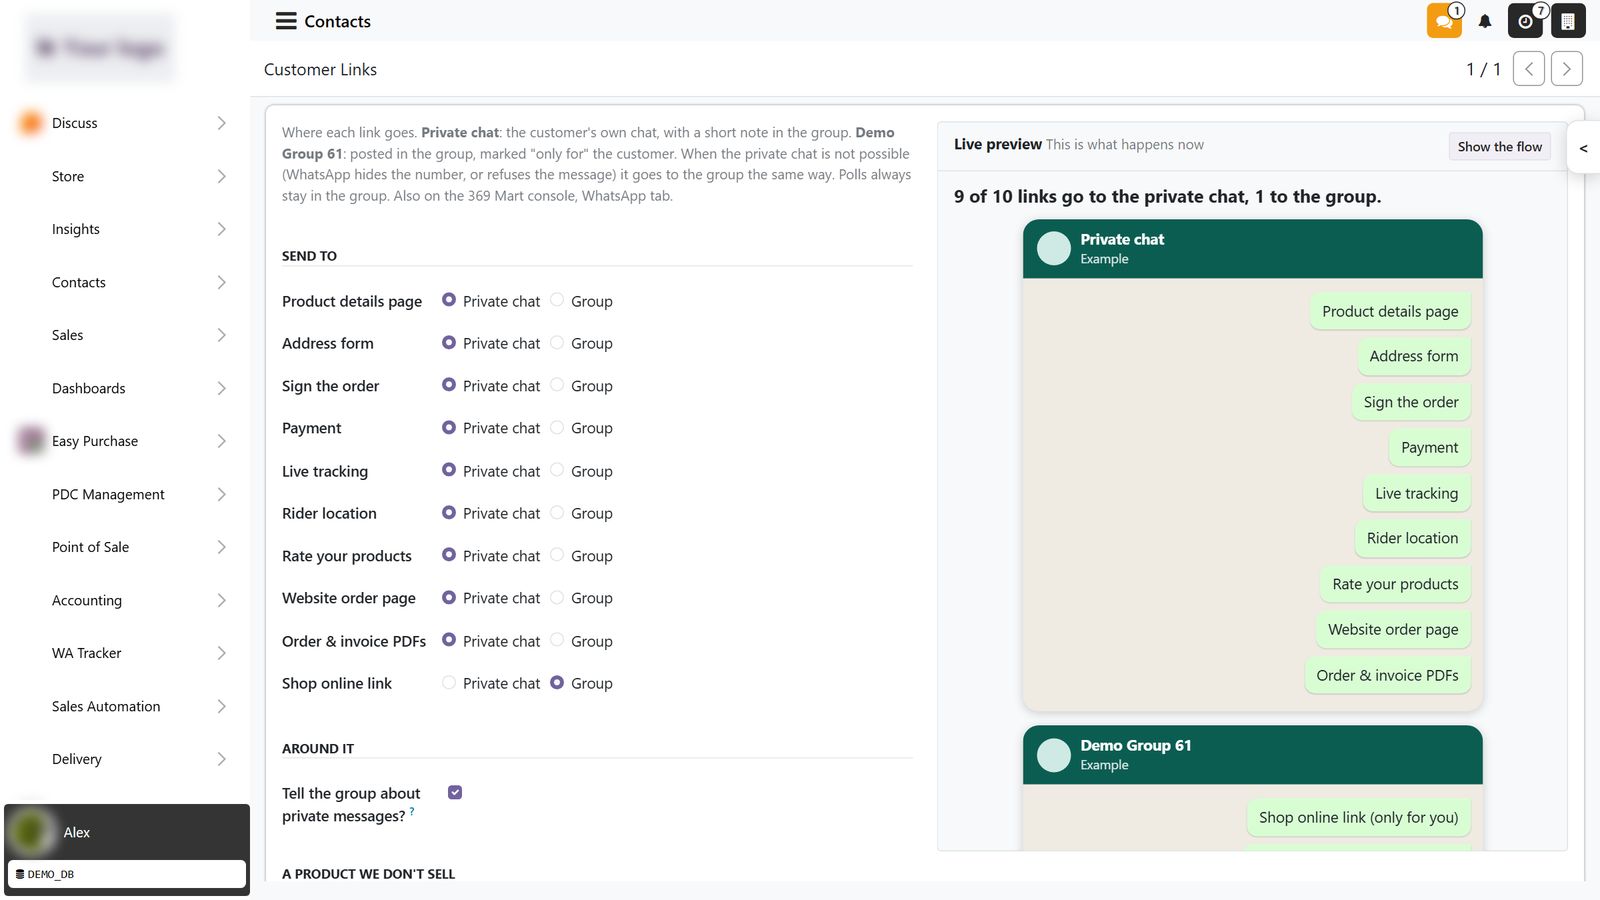 Contacts
1
7
Customer Links
1 / 1
Discuss
Store
Insights
Contacts
Sales
Dashboards
Easy Purchase
PDC Management
Point of Sale
Accounting
WA Tracker
Sales Automation
Delivery
Alex
DEMO_DB
Where each link goes. Private chat: the customer's own chat, with a short note in the group. Demo
Group 61: posted in the group, marked "only for" the customer. When the private chat is not possible
(WhatsApp hides the number, or refuses the message) it goes to the group the same way. Polls always
stay in the group. Also on the 369 Mart console, WhatsApp tab.
SEND TO
Product details page Private chat Group
Address form Private chat Group
Sign the order Private chat Group
Payment Private chat Group
Live tracking Private chat Group
Rider location Private chat Group
Rate your products Private chat Group
Website order page Private chat Group
Order & invoice PDFs Private chat Group
Shop online link Private chat Group
AROUND IT
Tell the group about
private messages? ?
A PRODUCT WE DON'T SELL
Live preview This is what happens now
Show the flow
<
9 of 10 links go to the private chat, 1 to the group.
Private chat
Example
Product details page
Address form
Sign the order
Payment
Live tracking
Rider location
Rate your products
Website order page
Order & invoice PDFs
Demo Group 61
Example
Shop online link (only for you)